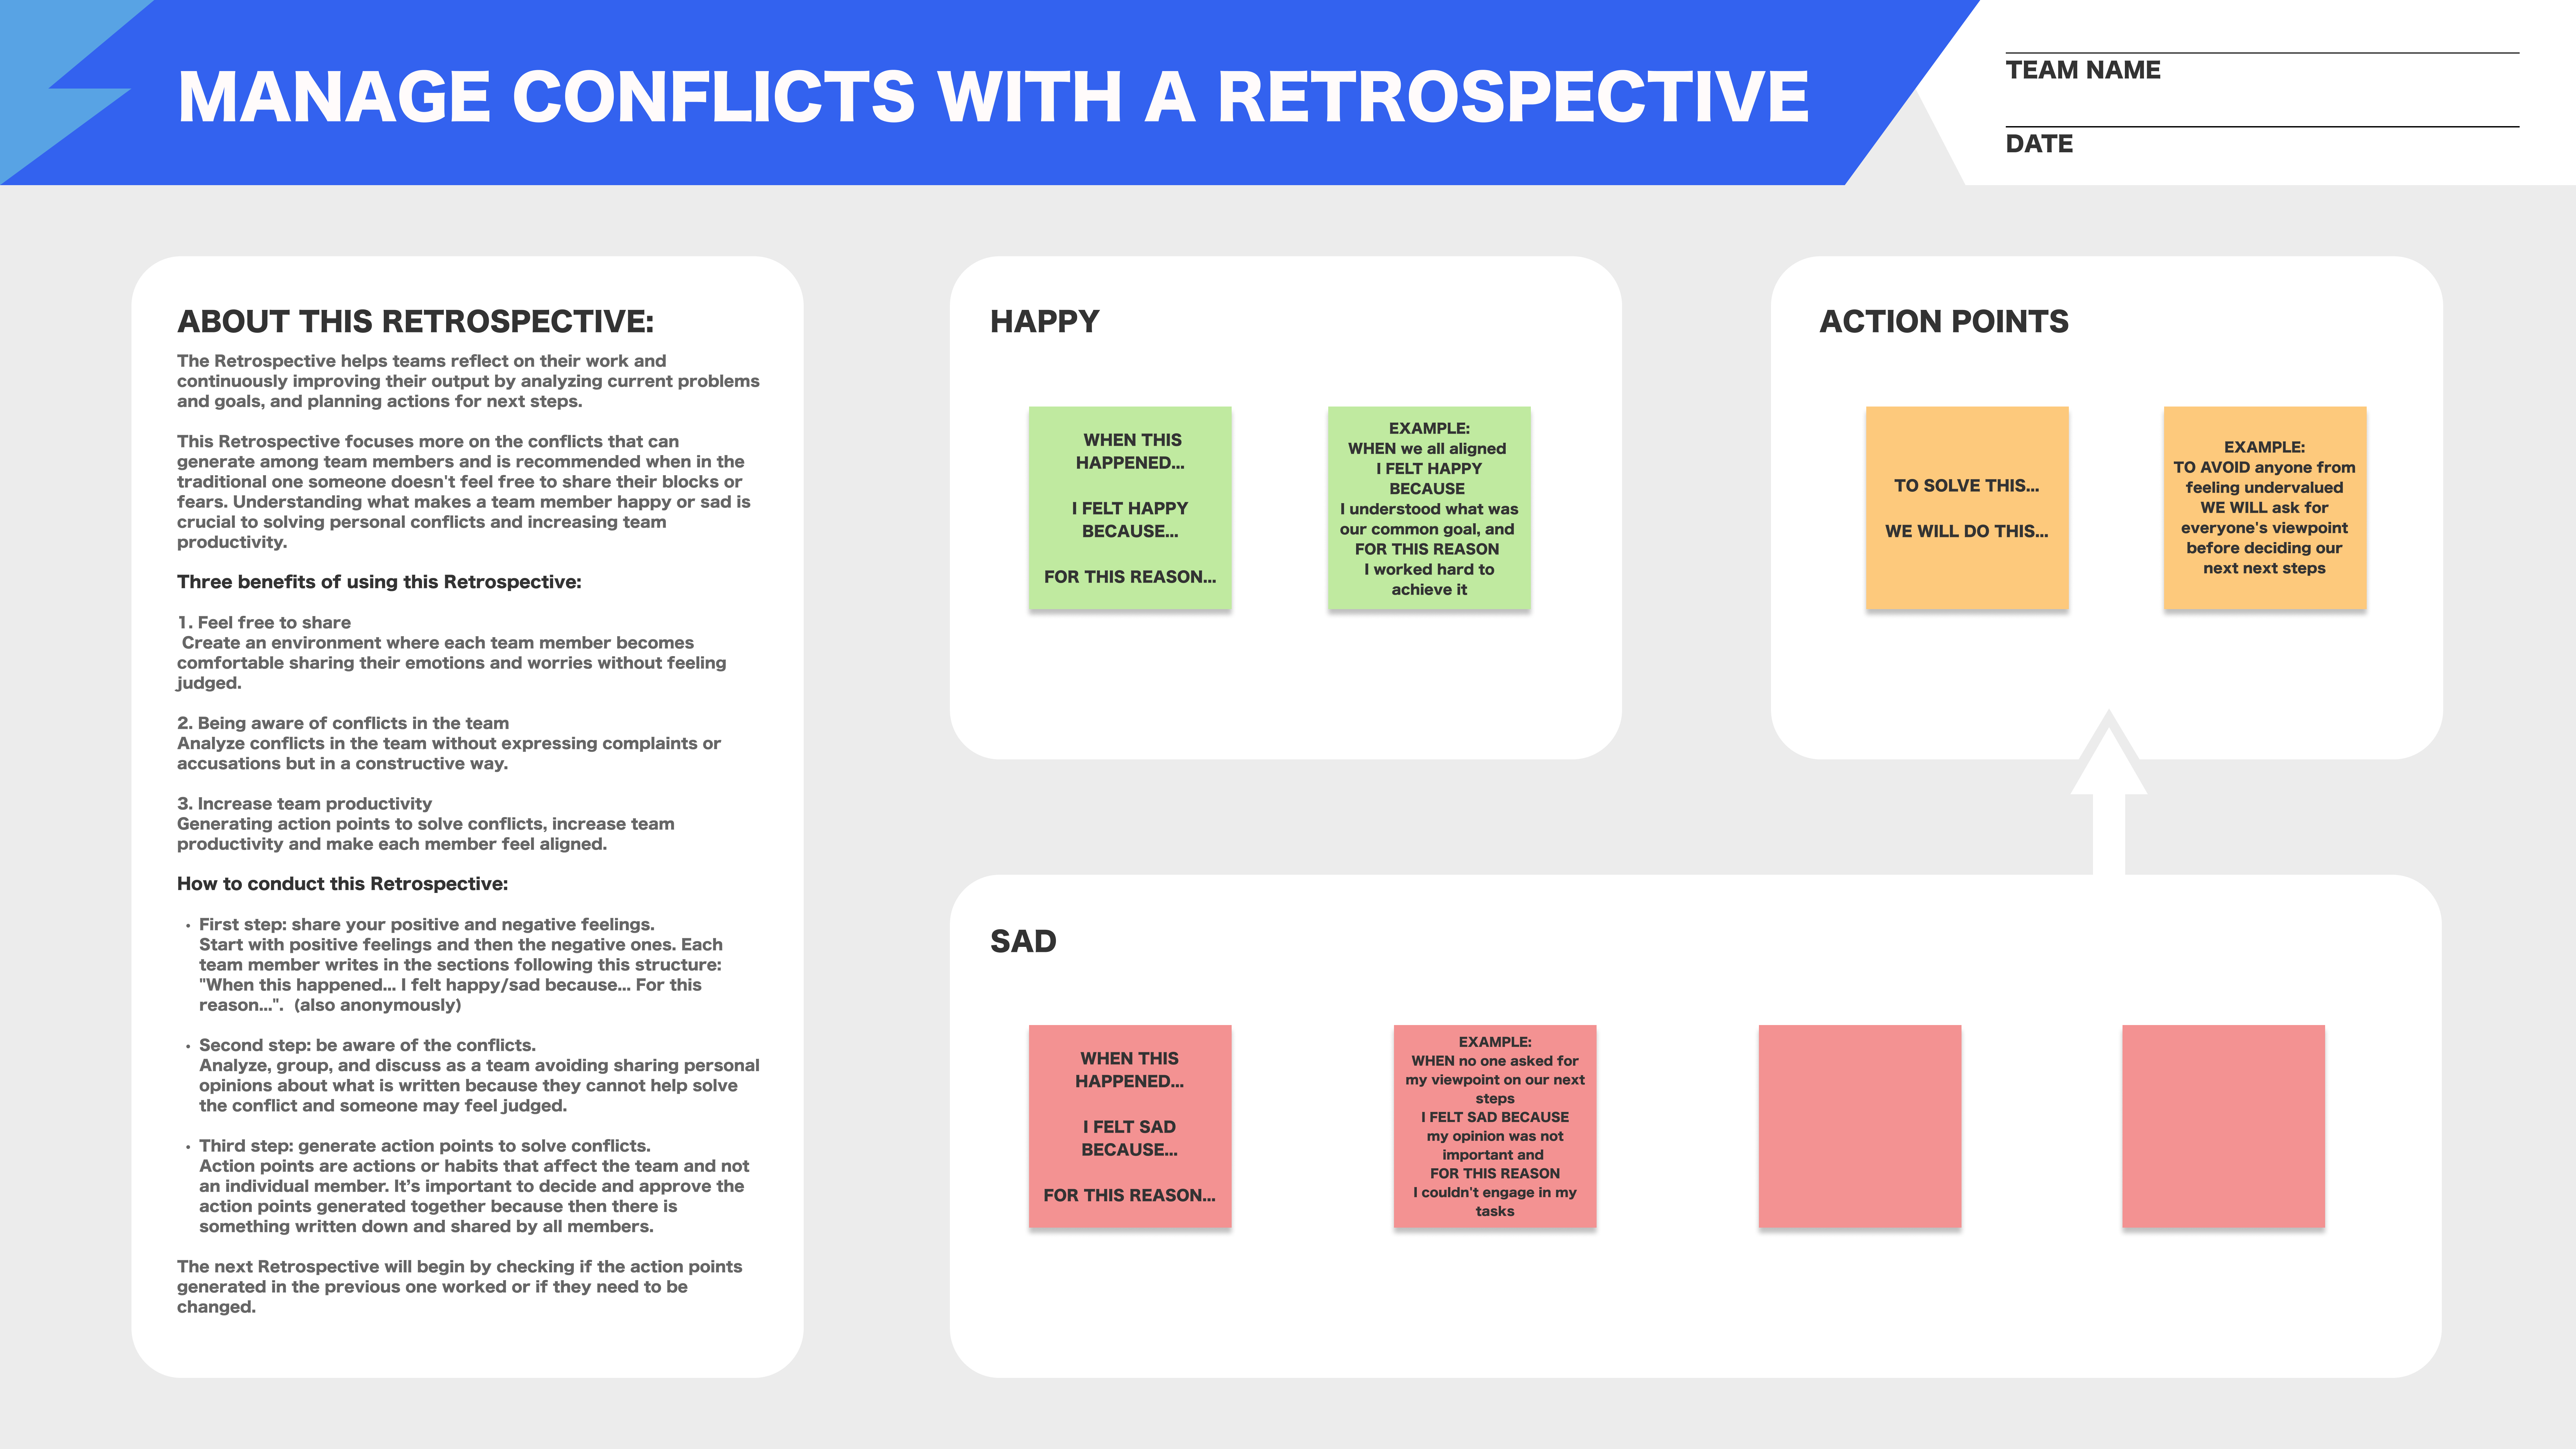 MANAGE CONFLICTS WITH A RETROSPECTIVE
TEAM NAME
DATE
ABOUT THIS RETROSPECTIVE:
The Retrospective helps teams reflect on their work and
continuously improving their output by analyzing current problems
and goals, and planning actions for next steps.
This Retrospective focuses more on the conflicts that can
generate among team members and is recommended when in the
traditional one someone doesn't feel free to share their blocks or
fears. Understanding what makes a team member happy or sad is
crucial to solving personal conflicts and increasing team
productivity.
Three benefits of using this Retrospective:
1. Feel free to share
Create an environment where each team member becomes
comfortable sharing their emotions and worries without feeling
judged.
2. Being aware of conflicts in the team
Analyze conflicts in the team without expressing complaints or
accusations but in a constructive way.
3. Increase team productivity
Generating action points to solve conflicts, increase team
productivity and make each member feel aligned.
How to conduct this Retrospective:
• First step: share your positive and negative feelings.
Start with positive feelings and then the negative ones. Each
team member writes in the sections following this structure:
"When this happened... I felt happy/sad because... For this
reason...". (also anonymously)
• Second step: be aware of the conflicts.
Analyze, group, and discuss as a team avoiding sharing personal
opinions about what is written because they cannot help solve
the conflict and someone may feel judged.
• Third step: generate action points to solve conflicts.
Action points are actions or habits that affect the team and not
an individual member. It’s important to decide and approve the
action points generated together because then there is
something written down and shared by all members.
The next Retrospective will begin by checking if the action points
generated in the previous one worked or if they need to be
changed.
HAPPY
WHEN THIS
HAPPENED...
I FELT HAPPY
BECAUSE...
FOR THIS REASON...
EXAMPLE:
WHEN we all aligned
I FELT HAPPY
BECAUSE
I understood what was
our common goal, and
FOR THIS REASON
I worked hard to
achieve it
ACTION POINTS
TO SOLVE THIS...
WE WILL DO THIS...
EXAMPLE:
TO AVOID anyone from
feeling undervalued
WE WILL ask for
everyone's viewpoint
before deciding our
next next steps
SAD
WHEN THIS
HAPPENED...
I FELT SAD
BECAUSE...
FOR THIS REASON...
EXAMPLE:
WHEN no one asked for
my viewpoint on our next
steps
I FELT SAD BECAUSE
my opinion was not
important and
FOR THIS REASON
I couldn't engage in my
tasks